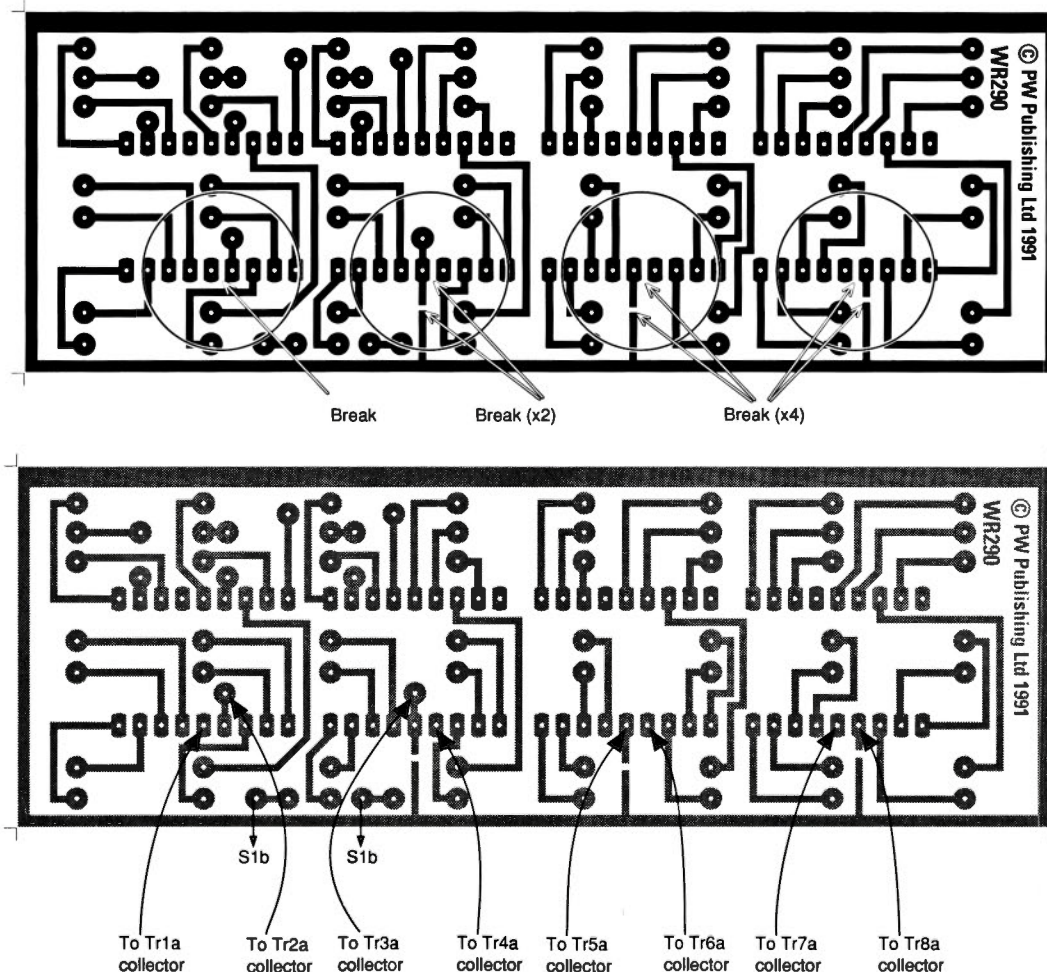 © PW Publishing Ltd 1991
WR290
Break
Break (x2)
Break (x4)
© PW Publishing Ltd 1991
WR290
S1b
S1b
To Tr1a
collector
To Tr2a
collector
To Tr3a
collector
To Tr4a
collector
To Tr5a
collector
To Tr6a
collector
To Tr7a
collector
To Tr8a
collector